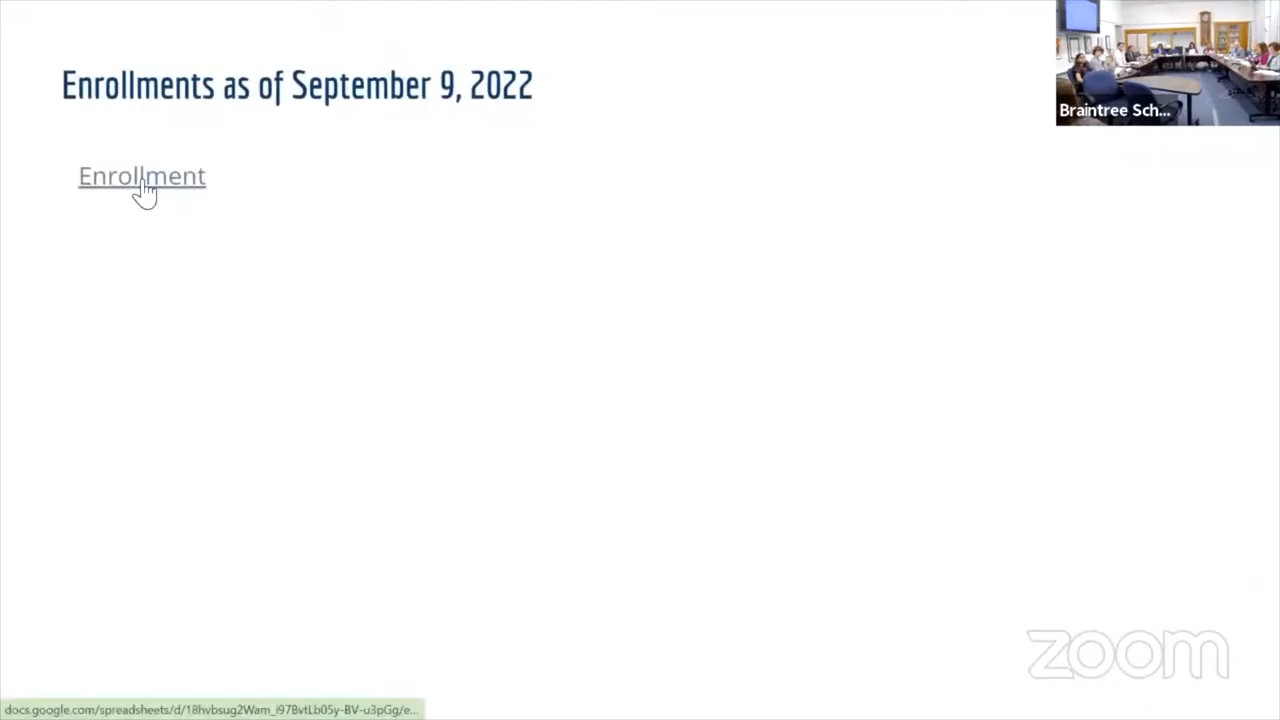 Enrollments as of September 9, 2022
Braintree Sch...
Enrollment
zoom
docs.google.com/spreadsheets/d/18hvbsug2Wam_i97BvtLb05y-BV-u3pGg/e...